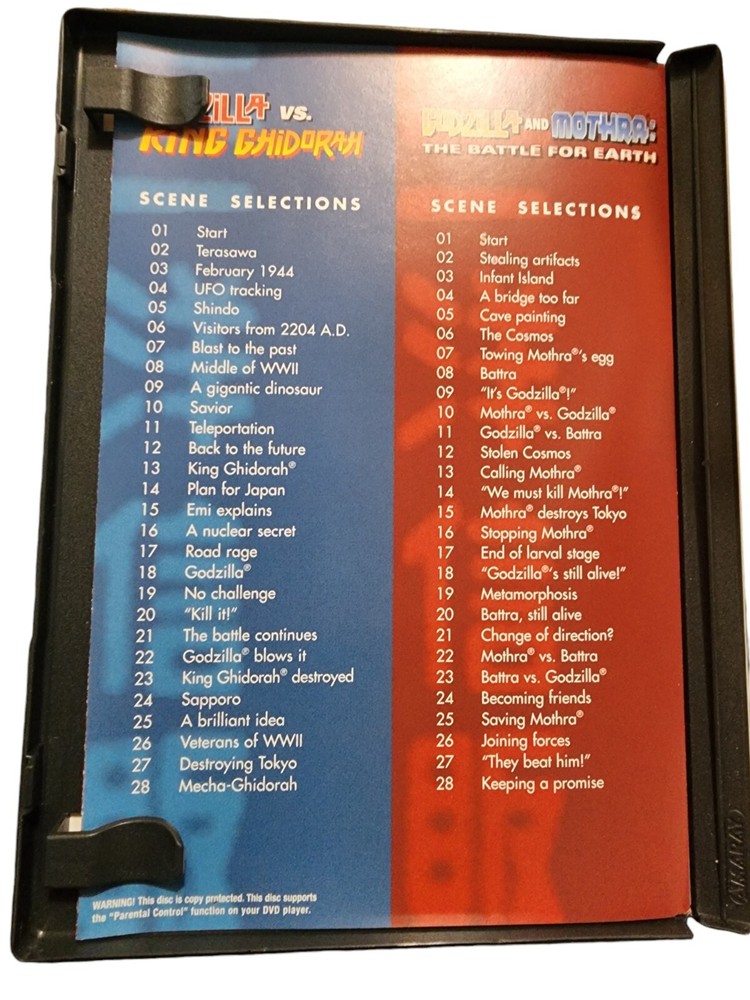 ZILLA VS.
KING GHIDORAH
SCENE SELECTIONS
01 Start
02 Terasawa
03 February 1944
04 UFO tracking
05 Shindo
06 Visitors from 2204 A.D.
07 Blast to the past
08 Middle of WWII
09 A gigantic dinosaur
10 Savior
11 Teleportation
12 Back to the future
13 King Ghidorah®
14 Plan for Japan
15 Emi explains
16 A nuclear secret
17 Road rage
18 Godzilla®
19 No challenge
20 “Kill it!”
21 The battle continues
22 Godzilla® blows it
23 King Ghidorah® destroyed
24 Sapporo
25 A brilliant idea
26 Veterans of WWII
27 Destroying Tokyo
28 Mecha-Ghidorah
WARNING! This disc is copy protected. This disc supports
the “Parental Control” function on your DVD player.
GODZILLA AND MOTHRA:
THE BATTLE FOR EARTH
SCENE SELECTIONS
01 Start
02 Stealing artifacts
03 Infant Island
04 A bridge too far
05 Cave painting
06 The Cosmos
07 Towing Mothra®’s egg
08 Battra
09 “It’s Godzilla®!”
10 Mothra® vs. Godzilla®
11 Godzilla® vs. Battra
12 Stolen Cosmos
13 Calling Mothra®
14 “We must kill Mothra®!”
15 Mothra® destroys Tokyo
16 Stopping Mothra®
17 End of larval stage
18 “Godzilla®’s still alive!”
19 Metamorphosis
20 Battra, still alive
21 Change of direction?
22 Mothra® vs. Battra
23 Battra vs. Godzilla®
24 Becoming friends
25 Saving Mothra®
26 Joining forces
27 “They beat him!”
28 Keeping a promise